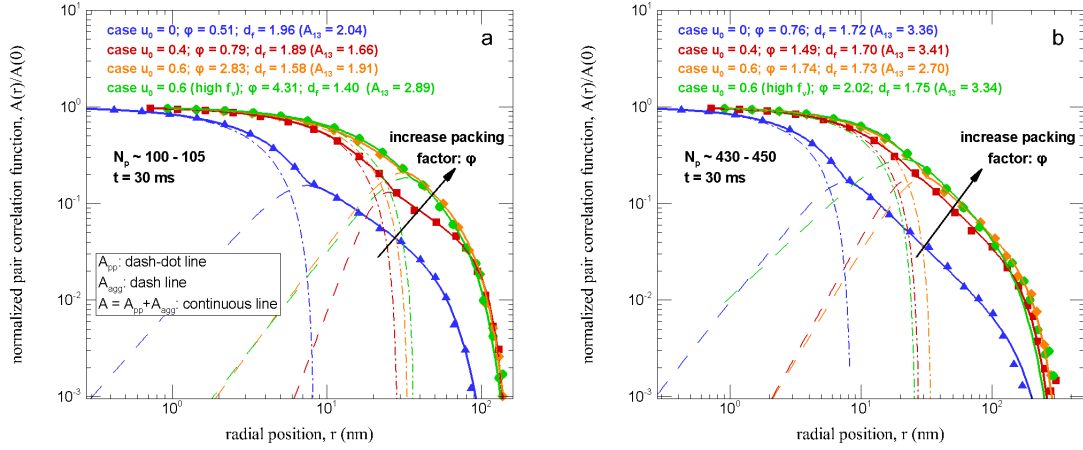 case u0 = 0; φ = 0.51; df = 1.96 (A13 = 2.04)
case u0 = 0.4; φ = 0.79; df = 1.89 (A13 = 1.66)
case u0 = 0.6; φ = 2.83; df = 1.58 (A13 = 1.91)
case u0 = 0.6 (high fv); φ = 4.31; df = 1.40 (A13 = 2.89)
a
increase packing
factor: φ
Np ~ 100 - 105
t = 30 ms
App: dash-dot line
Aagg: dash line
A = App+Aagg: continuous line
normalized pair correlation function, A(r)/A(0)
10^1
10^0
10^-1
10^-2
10^-3
10^0
10^1
10^2
radial position, r (nm)
case u0 = 0; φ = 0.76; df = 1.72 (A13 = 3.36)
case u0 = 0.4; φ = 1.49; df = 1.70 (A13 = 3.41)
case u0 = 0.6; φ = 1.74; df = 1.73 (A13 = 2.70)
case u0 = 0.6 (high fv); φ = 2.02; df = 1.75 (A13 = 3.34)
b
increase packing
factor: φ
Np ~ 430 - 450
t = 30 ms
normalized pair correlation function, A(r)/A(0)
10^1
10^0
10^-1
10^-2
10^-3
10^0
10^1
10^2
radial position, r (nm)